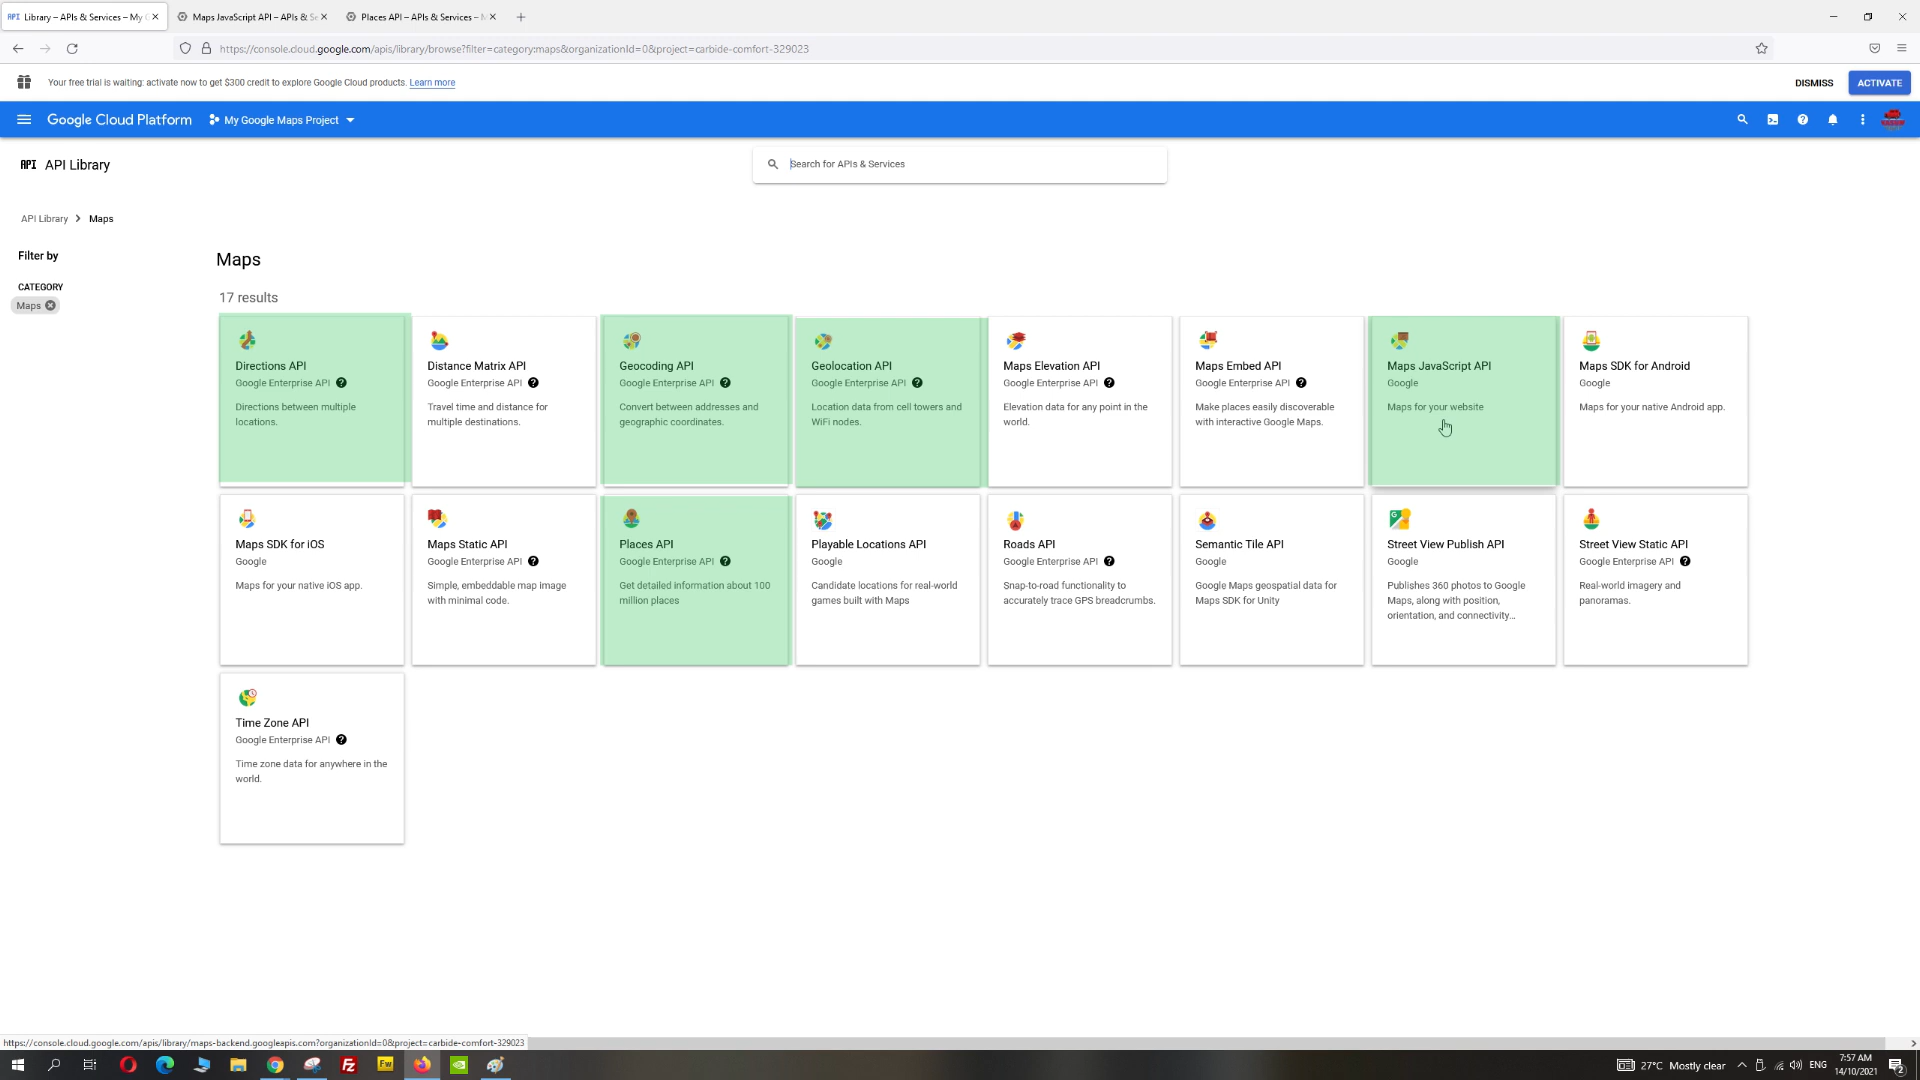 API Library – APIs & Services – My
Maps JavaScript API – APIs & Se
Places API – APIs & Services – M
https://console.cloud.google.com/apis/library/browse?filter=category:maps&organizationId=0&project=carbide-comfort-329023
Your free trial is waiting: activate now to get $300 credit to explore Google Cloud products. Learn more
DISMISS
ACTIVATE
Google Cloud Platform
My Google Maps Project
API API Library
Search for APIs & Services
API Library > Maps
Filter by
Maps
CATEGORY
Maps
17 results
Directions API
Google Enterprise API
Directions between multiple
locations.
Distance Matrix API
Google Enterprise API
Travel time and distance for
multiple destinations.
Geocoding API
Google Enterprise API
Convert between addresses and
geographic coordinates.
Geolocation API
Google Enterprise API
Location data from cell towers and
WiFi nodes.
Maps Elevation API
Google Enterprise API
Elevation data for any point in the
world.
Maps Embed API
Google Enterprise API
Make places easily discoverable
with interactive Google Maps.
Maps JavaScript API
Google
Maps for your website
Maps SDK for Android
Google
Maps for your native Android app.
Maps SDK for iOS
Google
Maps for your native iOS app.
Maps Static API
Google Enterprise API
Simple, embeddable map image
with minimal code.
Places API
Google Enterprise API
Get detailed information about 100
million places
Playable Locations API
Google
Candidate locations for real-world
games built with Maps
Roads API
Google Enterprise API
Snap-to-road functionality to
accurately trace GPS breadcrumbs.
Semantic Tile API
Google
Google Maps geospatial data for
Maps SDK for Unity
Street View Publish API
Google
Publishes 360 photos to Google
Maps, along with position,
orientation, and connectivity...
Street View Static API
Google Enterprise API
Real-world imagery and
panoramas.
Time Zone API
Google Enterprise API
Time zone data for anywhere in the
world.
https://console.cloud.google.com/apis/library/maps-backend.googleapis.com?organizationId=0&project=carbide-comfort-329023
Fz
Fw
27°C Mostly clear
ENG
7:57 AM
14/10/2021
2